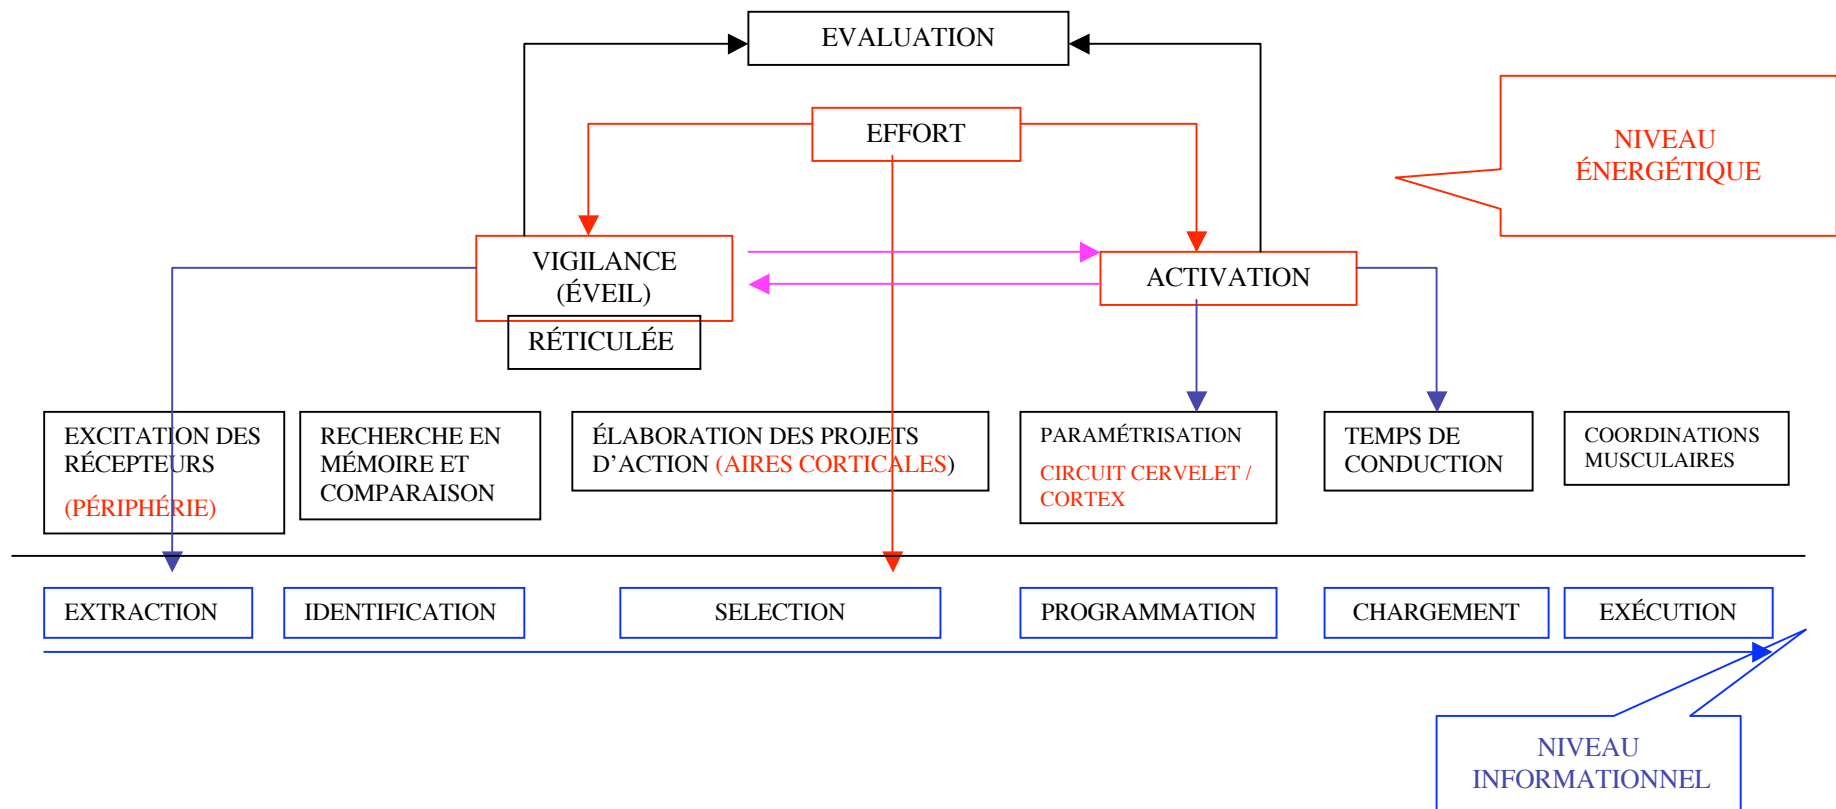 EVALUATION
EFFORT
NIVEAU
ÉNERGÉTIQUE
VIGILANCE
(ÉVEIL)
RÉTICULÉE
ACTIVATION
EXCITATION DES
RÉCEPTEURS
(PÉRIPHÉRIE)
RECHERCHE EN
MÉMOIRE ET
COMPARAISON
ÉLABORATION DES PROJETS
D’ACTION (AIRES CORTICALES)
PARAMÉTRISATION
CIRCUIT CERVELET /
CORTEX
TEMPS DE
CONDUCTION
COORDINATIONS
MUSCULAIRES
EXTRACTION
IDENTIFICATION
SELECTION
PROGRAMMATION
CHARGEMENT
EXÉCUTION
NIVEAU
INFORMATIONNEL